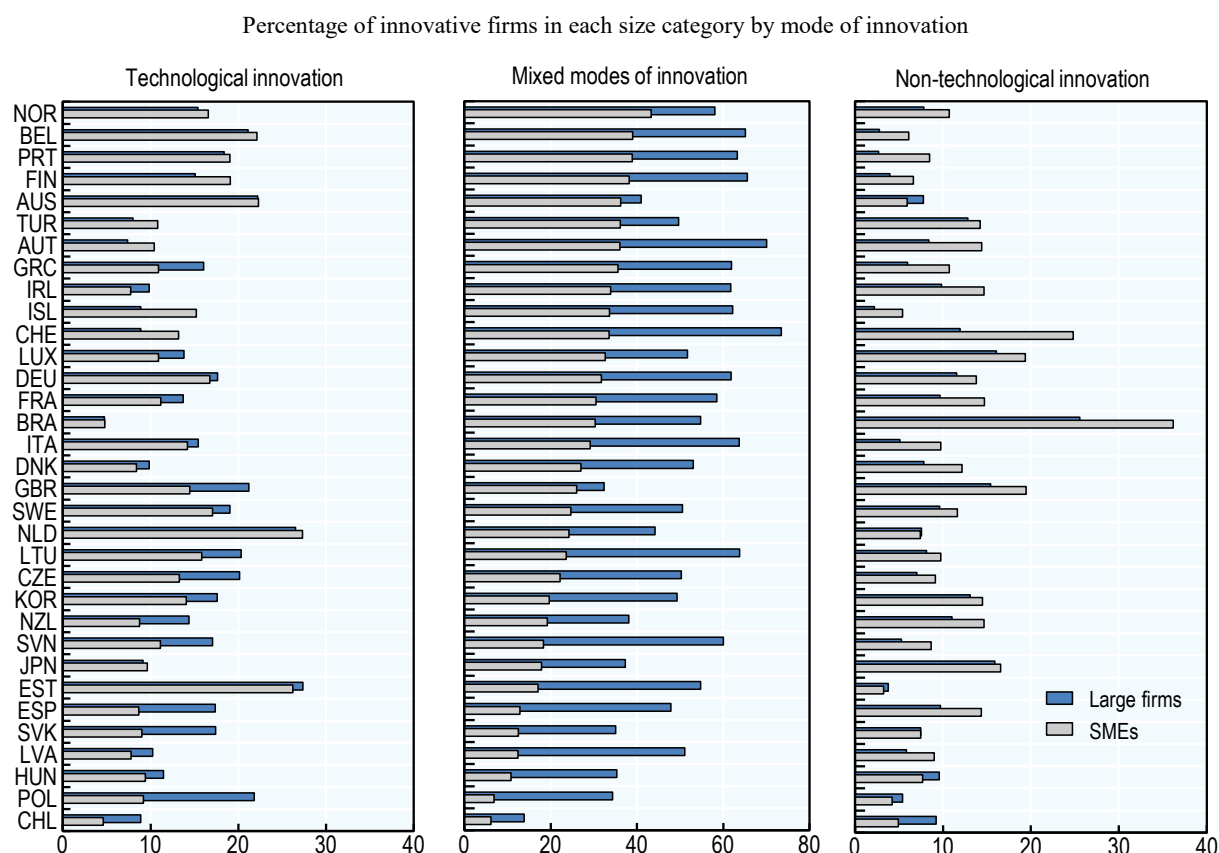 Percentage of innovative firms in each size category by mode of innovation
Technological innovation
Mixed modes of innovation
Non-technological innovation
NOR
BEL
PRT
FIN
AUS
TUR
AUT
GRC
IRL
ISL
CHE
LUX
DEU
FRA
BRA
ITA
DNK
GBR
SWE
NLD
LTU
CZE
KOR
NZL
SVN
JPN
EST
ESP
SVK
LVA
HUN
POL
CHL
Large firms
SMEs
0 10 20 30 40
0 20 40 60 80
0 10 20 30 40